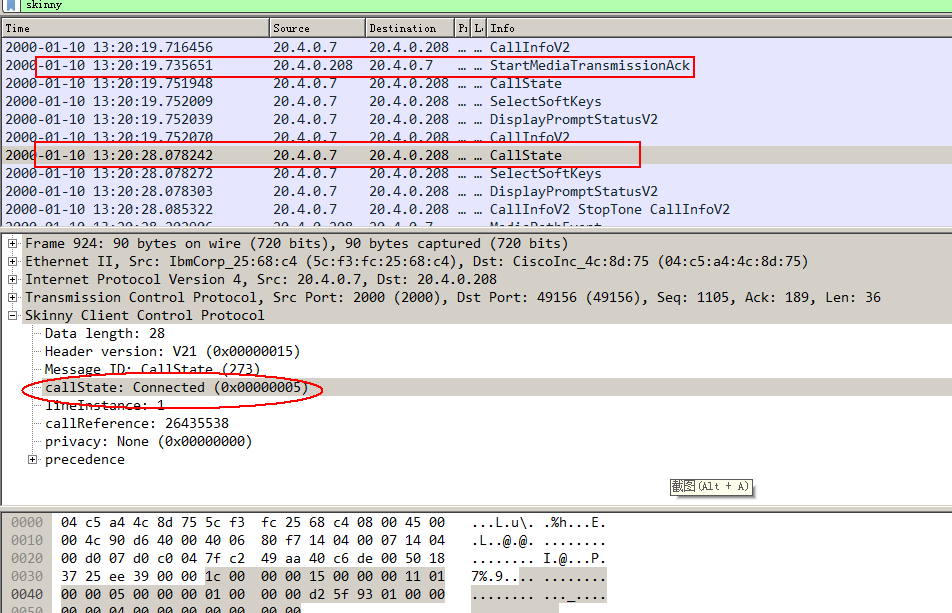 skinny
Time Source Destination Info
2000-01-10 13:20:19.716456 20.4.0.7 20.4.0.208 … … CallInfoV2
2000-01-10 13:20:19.735651 20.4.0.208 20.4.0.7 … … StartMediaTransmissionAck
2000-01-10 13:20:19.751948 20.4.0.7 20.4.0.208 … … CallState
2000-01-10 13:20:19.752009 20.4.0.7 20.4.0.208 … … SelectSoftKeys
2000-01-10 13:20:19.752039 20.4.0.7 20.4.0.208 … … DisplayPromptStatusV2
2000-01-10 13:20:19.752070 20.4.0.7 20.4.0.208 … … CallInfoV2
2000-01-10 13:20:28.078242 20.4.0.7 20.4.0.208 … … CallState
2000-01-10 13:20:28.078272 20.4.0.7 20.4.0.208 … … SelectSoftKeys
2000-01-10 13:20:28.078303 20.4.0.7 20.4.0.208 … … DisplayPromptStatusV2
2000-01-10 13:20:28.085322 20.4.0.7 20.4.0.208 … … CallInfoV2 StopTone CallInfoV2
Frame 924: 90 bytes on wire (720 bits), 90 bytes captured (720 bits)
Ethernet II, Src: IbmCorp_25:68:c4 (5c:f3:fc:25:68:c4), Dst: CiscoInc_4c:8d:75 (04:c5:a4:4c:8d:75)
Internet Protocol Version 4, Src: 20.4.0.7, Dst: 20.4.0.208
Transmission Control Protocol, Src Port: 2000 (2000), Dst Port: 49156 (49156), Seq: 1105, Ack: 189, Len: 36
Skinny Client Control Protocol
Data length: 28
Header version: V21 (0x00000015)
Message ID: CallState (273)
callState: Connected (0x00000005)
lineInstance: 1
callReference: 26435538
privacy: None (0x00000000)
precedence
截图(Alt + A)
0000 04 c5 a4 4c 8d 75 5c f3 fc 25 68 c4 08 00 45 00 ...L.u\. .%h...E.
0010 00 4c 90 d6 40 00 40 06 80 f7 14 04 00 07 14 04 .L..@.@. ........
0020 00 d0 07 d0 c0 04 7f c2 49 aa 40 c6 de 00 50 18 ........ I.@...P.
0030 37 25 ee 39 00 00 1c 00 00 00 15 00 00 00 11 01 7%.9.... ........
0040 00 00 05 00 00 00 01 00 00 00 d2 5f 93 01 00 00 ........ ..._....